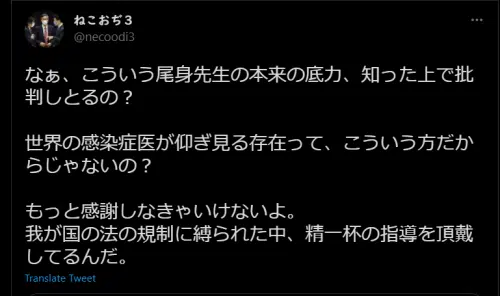 ねこおぢ3
@necoodi3
なぁ、こういう尾身先生の本来の底力、知った上で批
判しとるの？
世界の感染症医が仰ぎ見る存在って、こういう方だか
らじゃないの？
もっと感謝しなきゃいけないよ。
我が国の法の規制に縛られた中、精一杯の指導を頂戴
してるんだ。
Translate Tweet